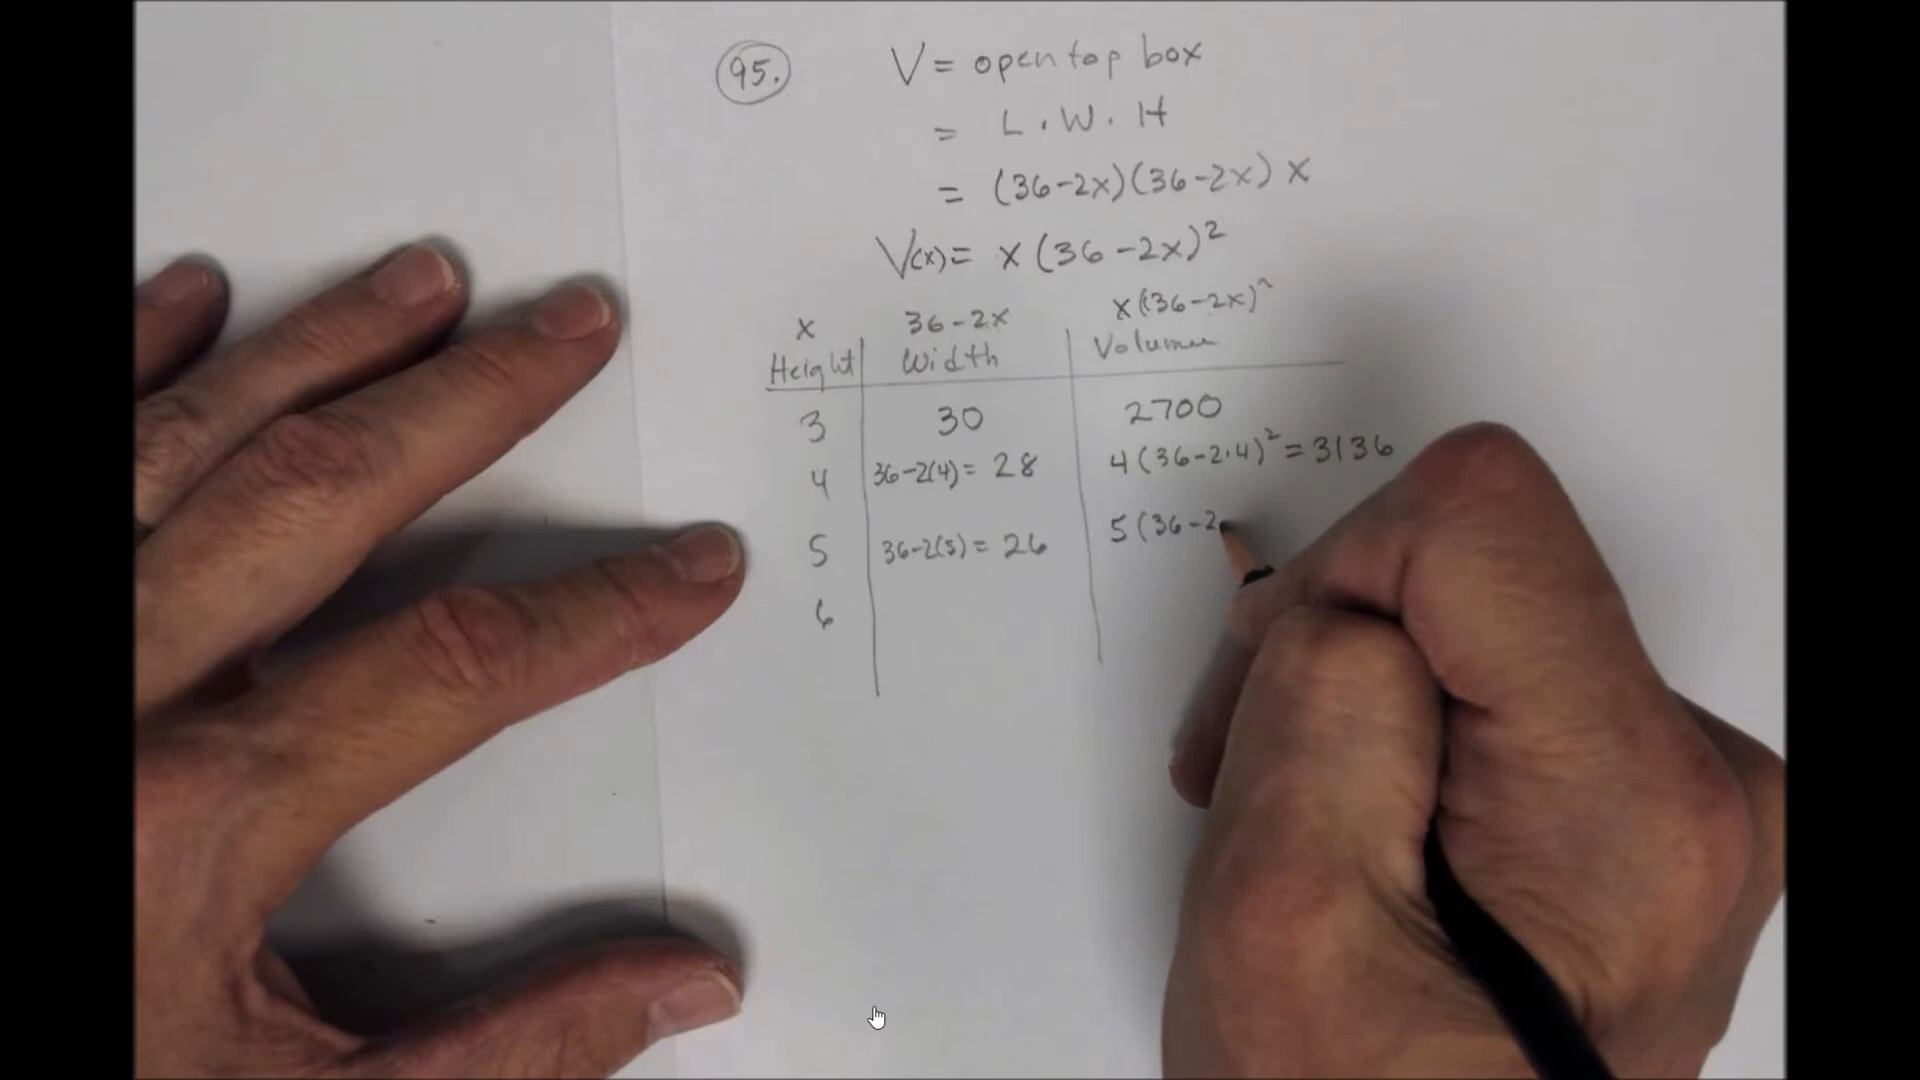 95.
V = open top box
= L . W . H
= (36-2x)(36-2x) x
V(x) = x (36-2x)²
x 36-2x x(36-2x)²
Height Width Volume
3 30 2700
4 36-2(4) = 28 4(36-2·4)² = 3136
5 36-2(5) = 26 5(36-2
6